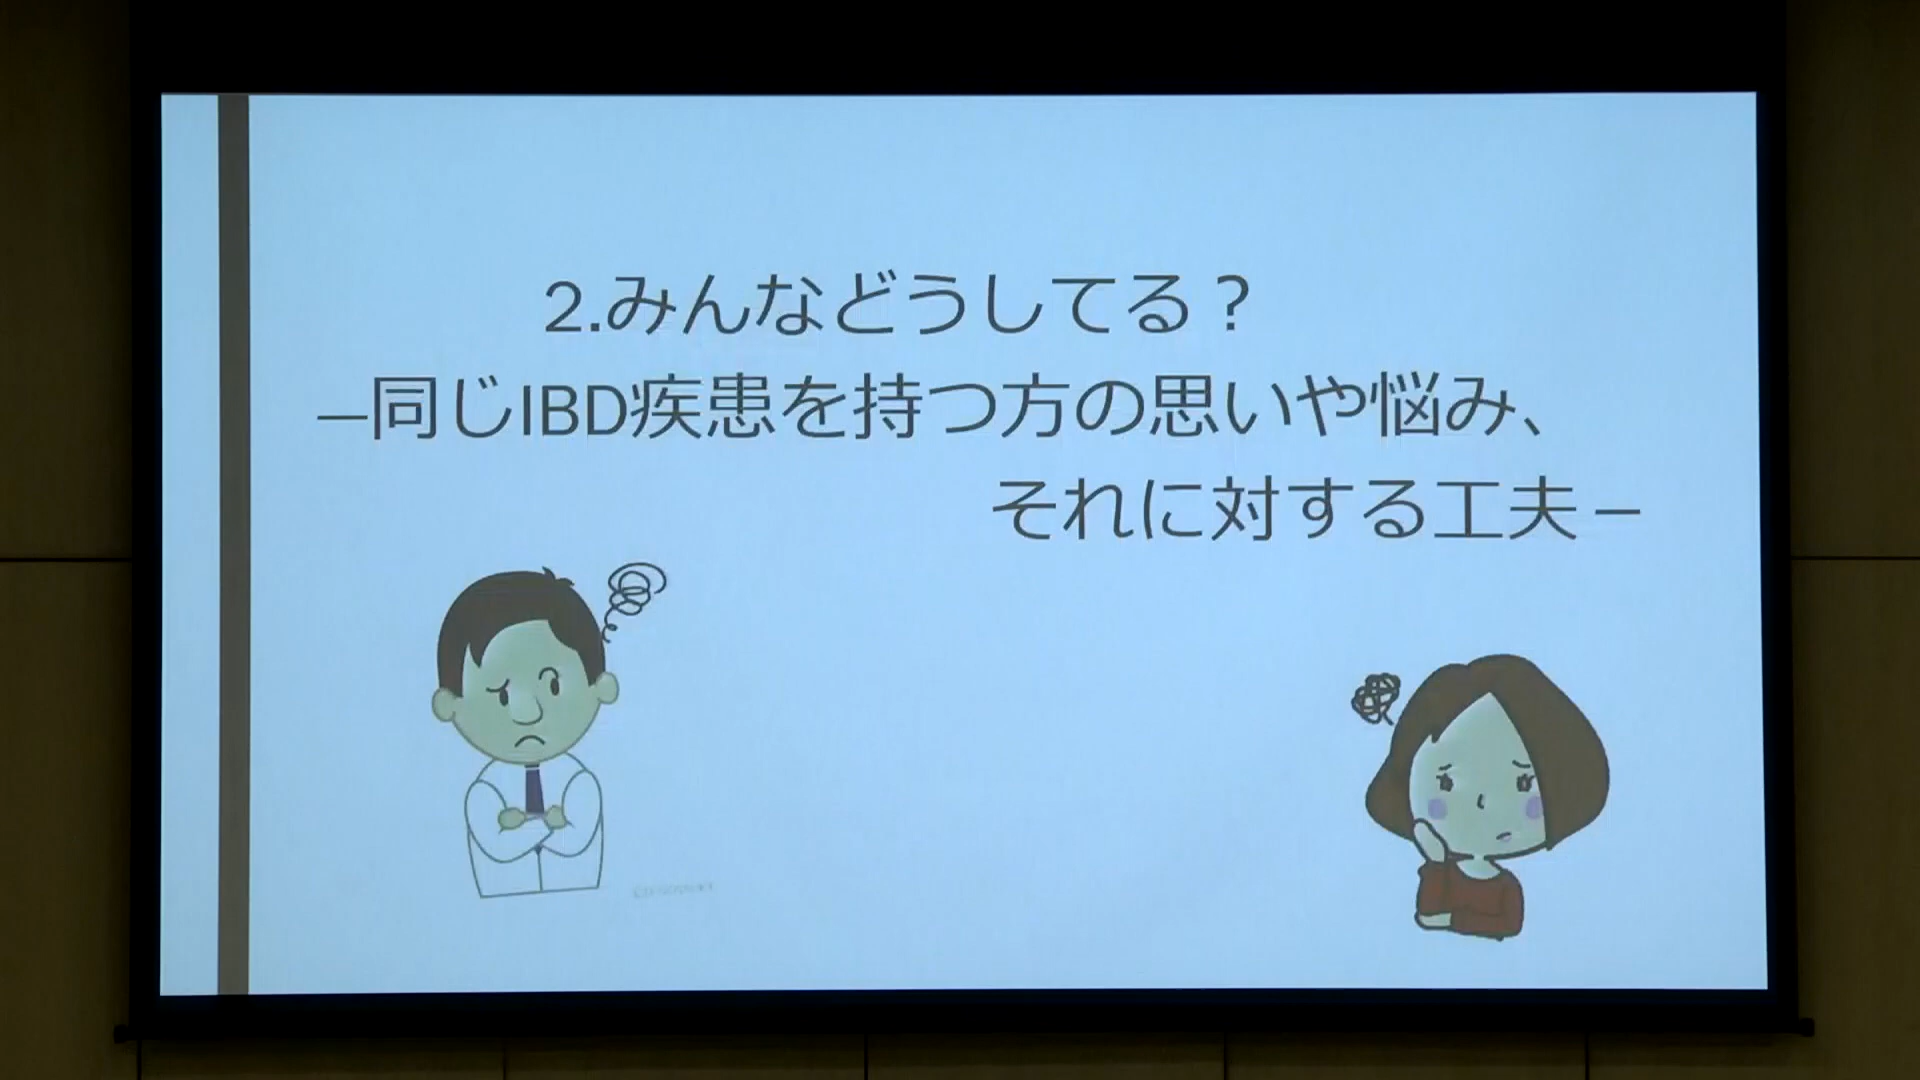 2.みんなどうしてる？
―同じIBD疾患を持つ方の思いや悩み、
それに対する工夫－